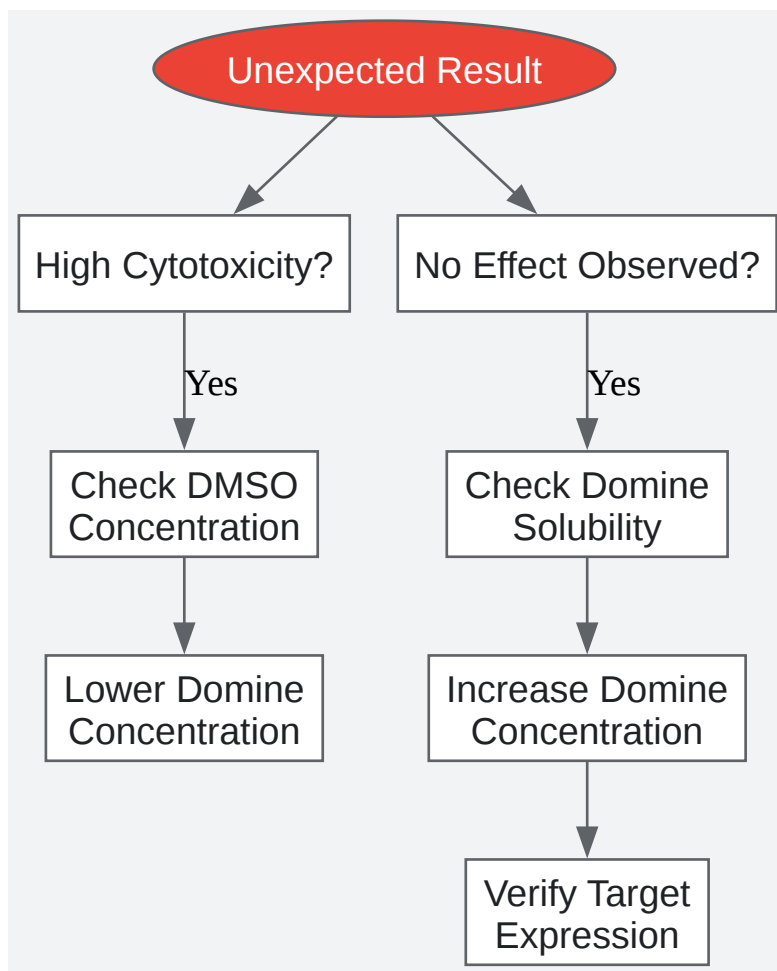 Unexpected Result
High Cytotoxicity?
No Effect Observed?
Yes
Yes
Check DMSO
Concentration
Check Domine
Solubility
Lower Domine
Concentration
Increase Domine
Concentration
Verify Target
Expression